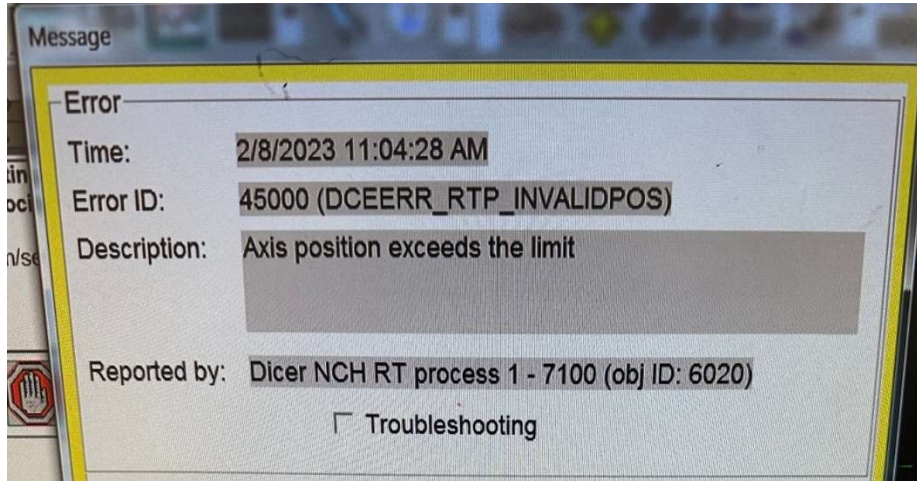 Message
Error
Time: 2/8/2023 11:04:28 AM
Error ID: 45000 (DCEERR_RTP_INVALIDPOS)
Description: Axis position exceeds the limit
Reported by: Dicer NCH RT process 1 - 7100 (obj ID: 6020)
Troubleshooting